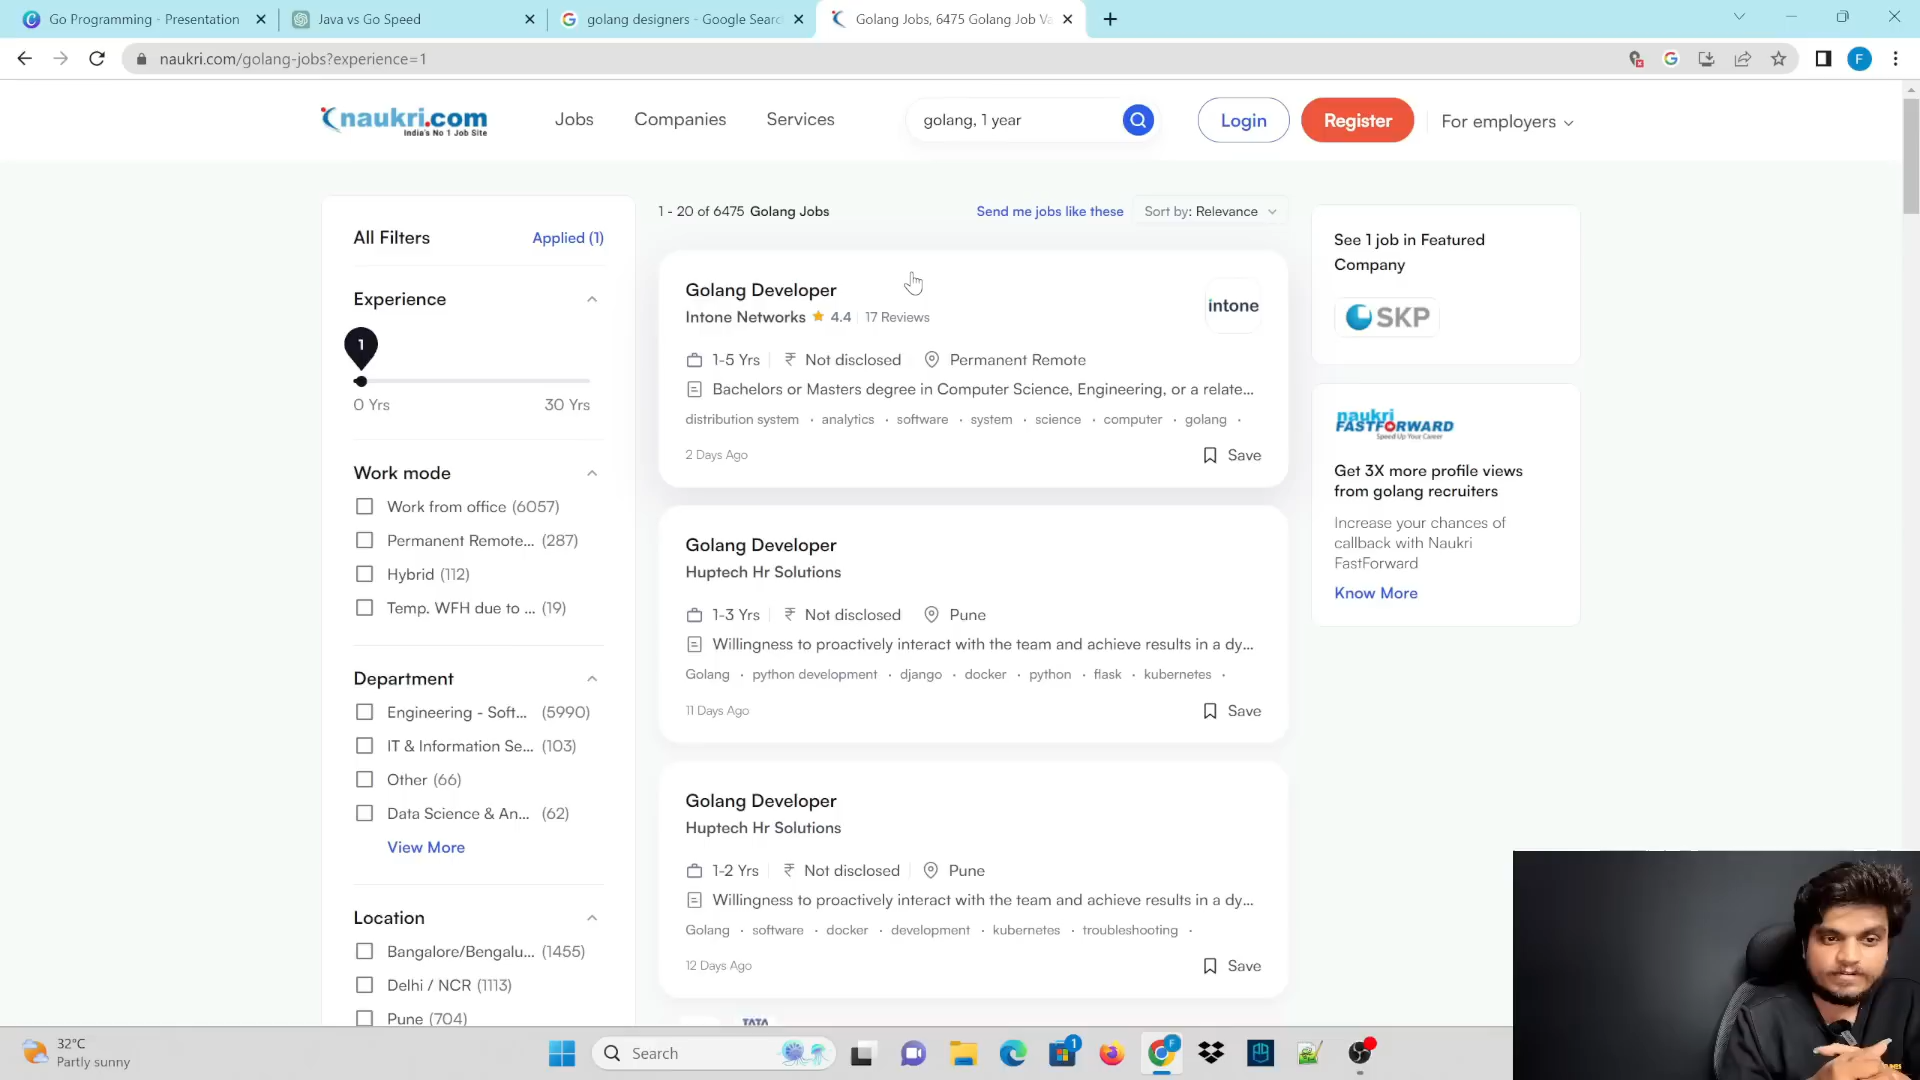 Go Programming - Presentation
Java vs Go Speed
golang designers - Google Searc
Golang Jobs, 6475 Golang Job Va
naukri.com/golang-jobs?experience=1
F
naukri.com
India's No 1 Job Site
Jobs
Companies
Services
golang, 1 year
Login
Register
For employers
All Filters
Applied (1)
Experience
1
0 Yrs
30 Yrs
Work mode
Work from office (6057)
Permanent Remote... (287)
Hybrid (112)
Temp. WFH due to ... (19)
Department
Engineering - Soft... (5990)
IT & Information Se... (103)
Other (66)
Data Science & An... (62)
View More
Location
Bangalore/Bengalu... (1455)
Delhi / NCR (1113)
Pune (704)
1 - 20 of 6475 Golang Jobs
Send me jobs like these
Sort by: Relevance
Golang Developer
Intone Networks 4.4 17 Reviews
intone
1-5 Yrs ₹ Not disclosed Permanent Remote
Bachelors or Masters degree in Computer Science, Engineering, or a relate...
distribution system · analytics · software · system · science · computer · golang ·
2 Days Ago
Save
Golang Developer
Huptech Hr Solutions
1-3 Yrs ₹ Not disclosed Pune
Willingness to proactively interact with the team and achieve results in a dy...
Golang · python development · django · docker · python · flask · kubernetes ·
11 Days Ago
Save
Golang Developer
Huptech Hr Solutions
1-2 Yrs ₹ Not disclosed Pune
Willingness to proactively interact with the team and achieve results in a dy...
Golang · software · docker · development · kubernetes · troubleshooting ·
12 Days Ago
Save
TATA
See 1 job in Featured
Company
SKP
naukri
FASTFORWARD
Speed Up Your Career
Get 3X more profile views
from golang recruiters
Increase your chances of
callback with Naukri
FastForward
Know More
32°C
Partly sunny
Search
1
F